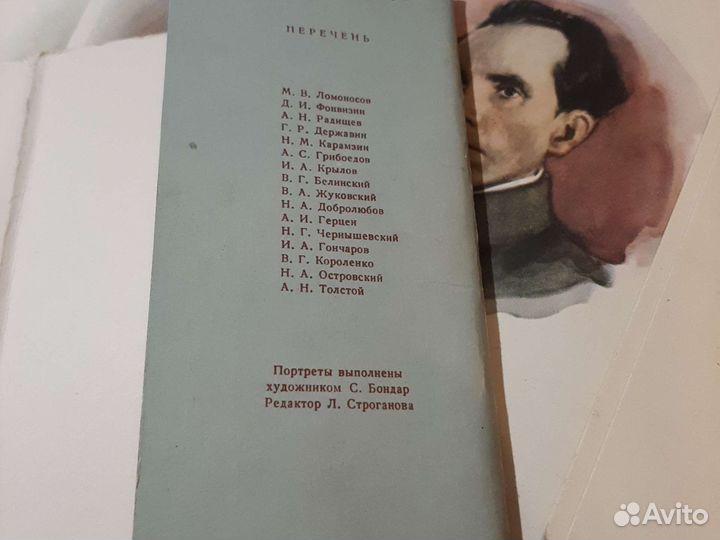 ПЕРЕЧЕНЬ
М. В. Ломоносов
Д. И. Фонвизин
А. Н. Радищев
Г. Р. Державин
Н. М. Карамзин
А. С. Грибоедов
И. А. Крылов
В. Г. Белинский
В. А. Жуковский
Н. А. Добролюбов
А. И. Герцен
Н. Г. Чернышевский
И. А. Гончаров
В. Г. Короленко
Н. А. Островский
А. Н. Толстой
Портреты выполнены
художником С. Бондар
Редактор Л. Строганова
Avito